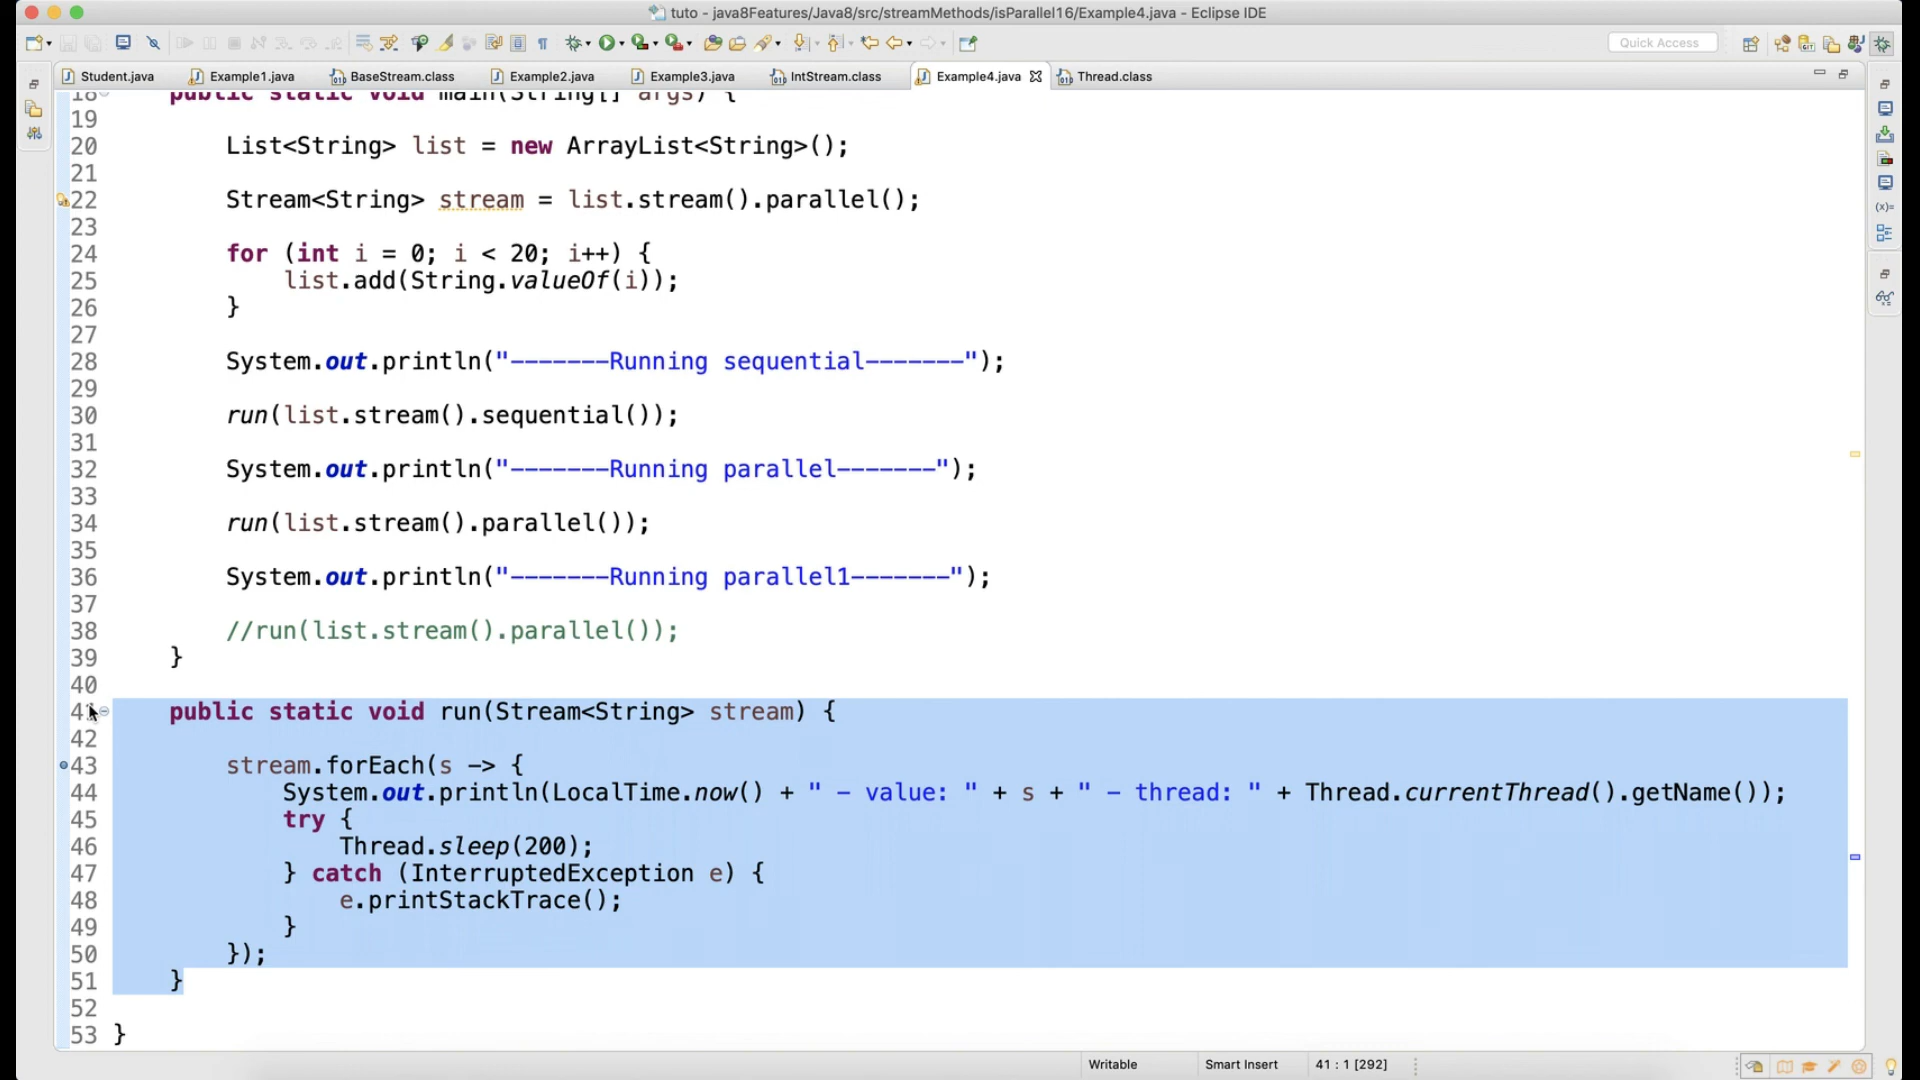 tuto - java8Features/Java8/src/streamMethods/isParallel16/Example4.java - Eclipse IDE
Quick Access
Student.java Example1.java BaseStream.class Example2.java Example3.java IntStream.class Example4.java Thread.class
18 public static void main(String[] args) {
19
20 List<String> list = new ArrayList<String>();
21
22 Stream<String> stream = list.stream().parallel();
23
24 for (int i = 0; i < 20; i++) {
25 list.add(String.valueOf(i));
26 }
27
28 System.out.println("-------Running sequential-------");
29
30 run(list.stream().sequential());
31
32 System.out.println("-------Running parallel-------");
33
34 run(list.stream().parallel());
35
36 System.out.println("-------Running parallel1-------");
37
38 //run(list.stream().parallel());
39 }
40
41 public static void run(Stream<String> stream) {
42
43 stream.forEach(s -> {
44 System.out.println(LocalTime.now() + " - value: " + s + " - thread: " + Thread.currentThread().getName());
45 try {
46 Thread.sleep(200);
47 } catch (InterruptedException e) {
48 e.printStackTrace();
49 }
50 });
51 }
52
53 }
Writable Smart Insert 41 : 1 [292]